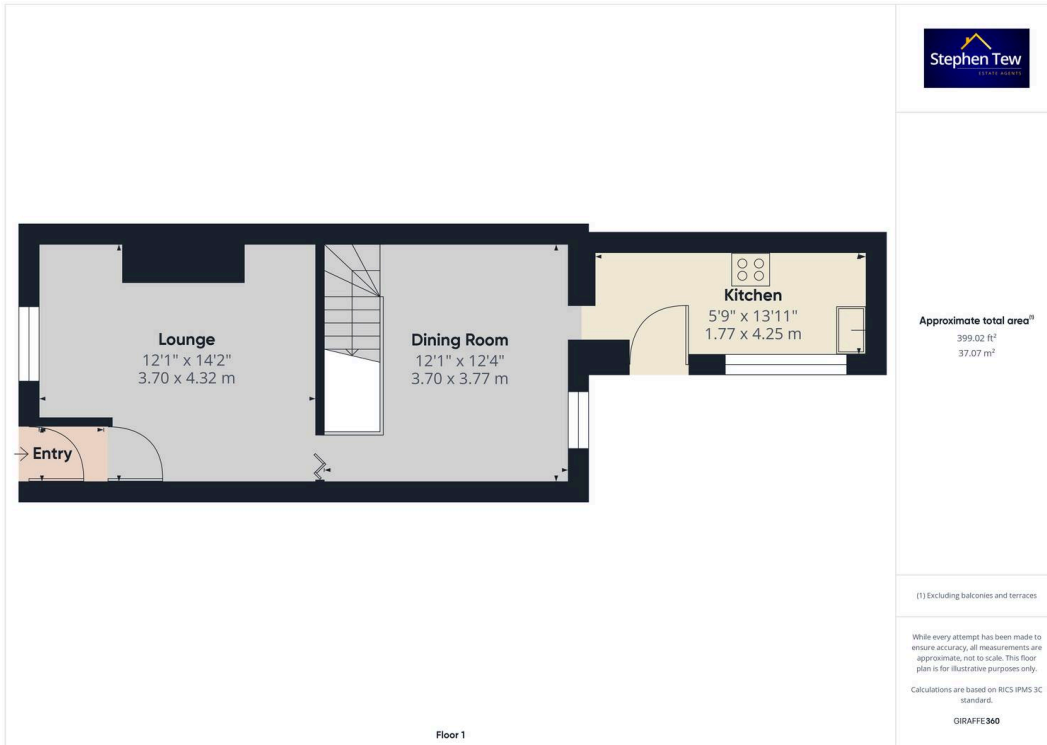 Lounge
12'1" x 14'2"
3.70 x 4.32 m
Entry
Dining Room
12'1" x 12'4"
3.70 x 3.77 m
Kitchen
5'9" x 13'11"
1.77 x 4.25 m
Floor 1
Stephen Tew
ESTATE AGENTS
Approximate total area⁽¹⁾
399.02 ft²
37.07 m²
(1) Excluding balconies and terraces
While every attempt has been made to
ensure accuracy, all measurements are
approximate, not to scale. This floor
plan is for illustrative purposes only.
Calculations are based on RICS IPMS 3C
standard.
GIRAFFE360